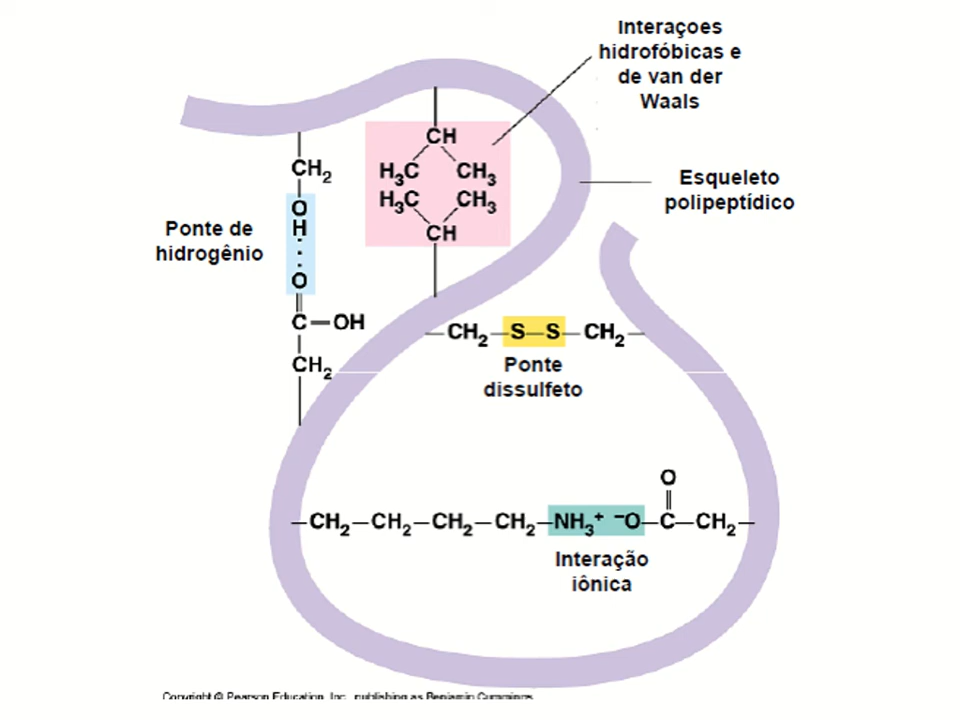 Interaçoes
hidrofóbicas e
de van der
Waals
Esqueleto
polipeptídico
Ponte de
hidrogênio
CH
H₃C CH₃
H₃C CH₃
CH
CH₂
O
H
O
C—OH
CH₂
—CH₂—S—S—CH₂—
Ponte
dissulfeto
O
—CH₂—CH₂—CH₂—CH₂—NH₃⁺ ⁻O—C—CH₂—
Interação
iônica
Copyright © Pearson Education, Inc., publishing as Benjamin Cummings